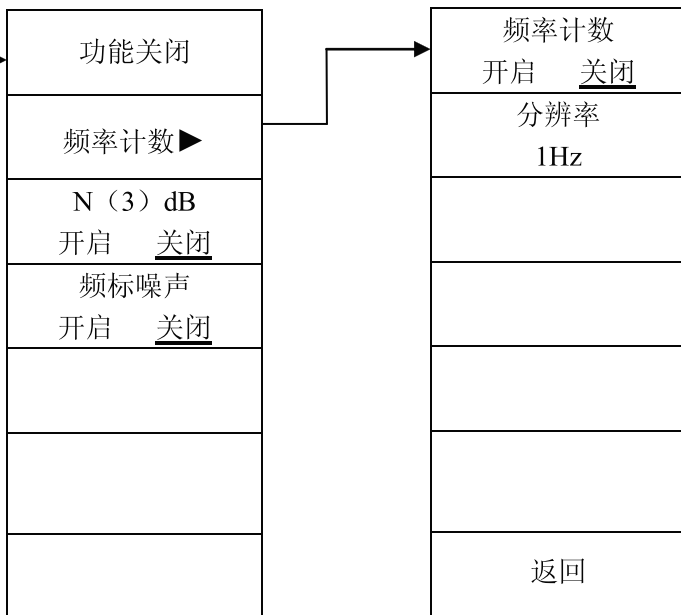 功能关闭
频率计数▶
N（3）dB
开启 关闭
频标噪声
开启 关闭
频率计数
开启 关闭
分辨率
1Hz
返回